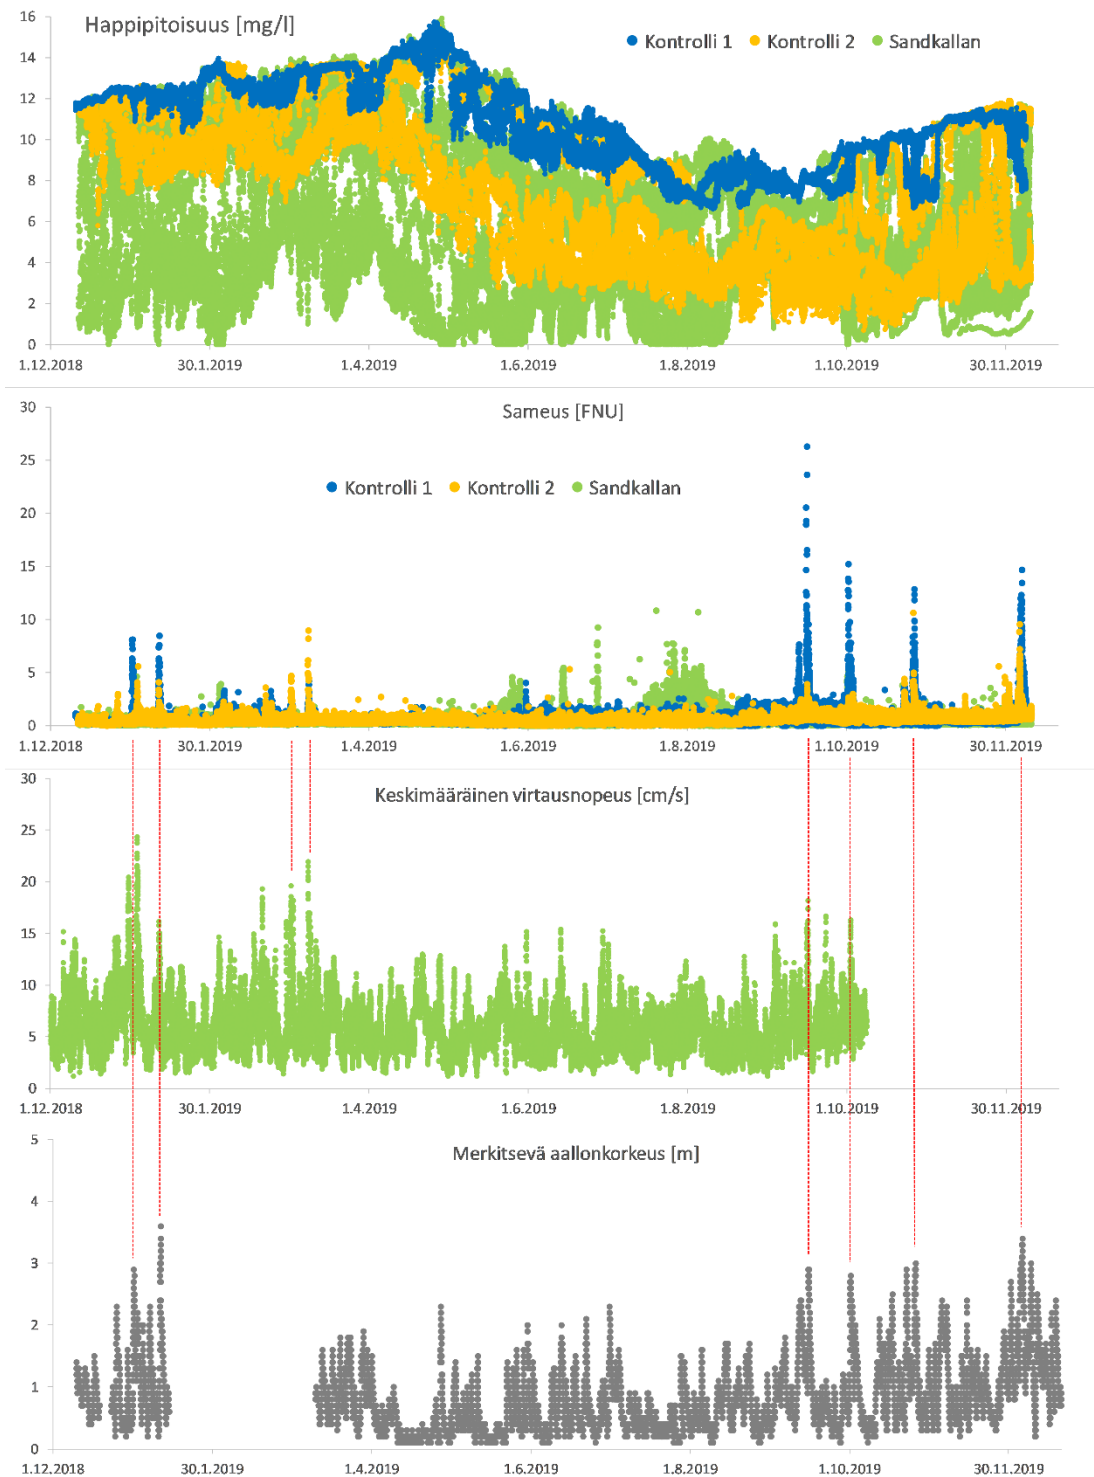 Happipitoisuus [mg/l]
Kontrolli 1 Kontrolli 2 Sandkallan
16
14
12
10
8
6
4
2
0
1.12.2018 30.1.2019 1.4.2019 1.6.2019 1.8.2019 1.10.2019 30.11.2019
Sameus [FNU]
Kontrolli 1 Kontrolli 2 Sandkallan
30
25
20
15
10
5
0
1.12.2018 30.1.2019 1.4.2019 1.6.2019 1.8.2019 1.10.2019 30.11.2019
Keskimääräinen virtausnopeus [cm/s]
30
25
20
15
10
5
0
1.12.2018 30.1.2019 1.4.2019 1.6.2019 1.8.2019 1.10.2019 30.11.2019
Merkitsevä aallonkorkeus [m]
5
4
3
2
1
0
1.12.2018 30.1.2019 1.4.2019 1.6.2019 1.8.2019 1.10.2019 30.11.2019